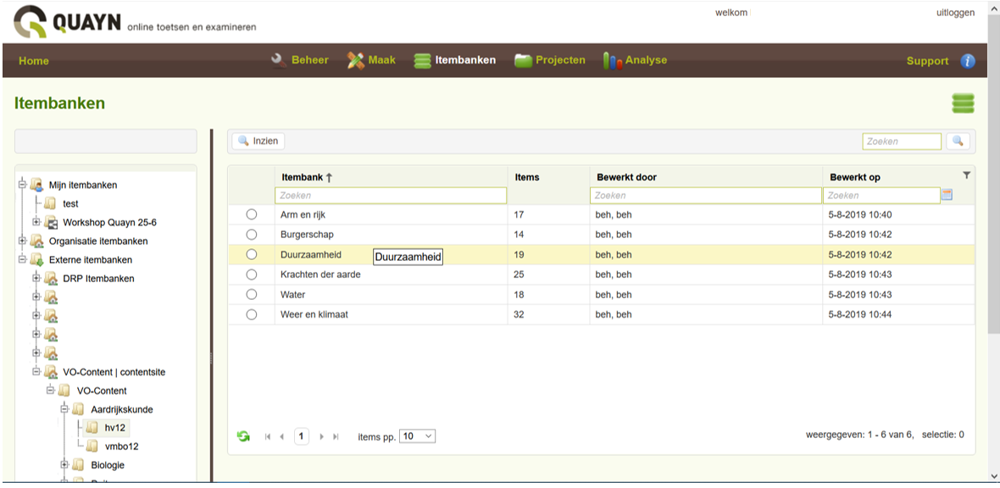 QUAYN online toetsen en examineren
welkom
uitloggen
Home
Beheer
Maak
Itembanken
Projecten
Analyse
Support
Itembanken
Mijn itembanken
test
Workshop Quayn 25-6
Organisatie itembanken
Externe itembanken
DRP Itembanken
VO-Content | contentsite
VO-Content
Aardrijkskunde
hv12
vmbo12
Biologie
Inzien
Zoeken
Itembank Items Bewerkt door Bewerkt op
Zoeken Zoeken Zoeken
Arm en rijk 17 beh, beh 5-8-2019 10:40
Burgerschap 14 beh, beh 5-8-2019 10:42
Duurzaamheid Duurzaamheid 19 beh, beh 5-8-2019 10:42
Krachten der aarde 25 beh, beh 5-8-2019 10:43
Water 18 beh, beh 5-8-2019 10:43
Weer en klimaat 32 beh, beh 5-8-2019 10:44
1 items pp. 10 weergegeven: 1 - 6 van 6, selectie: 0